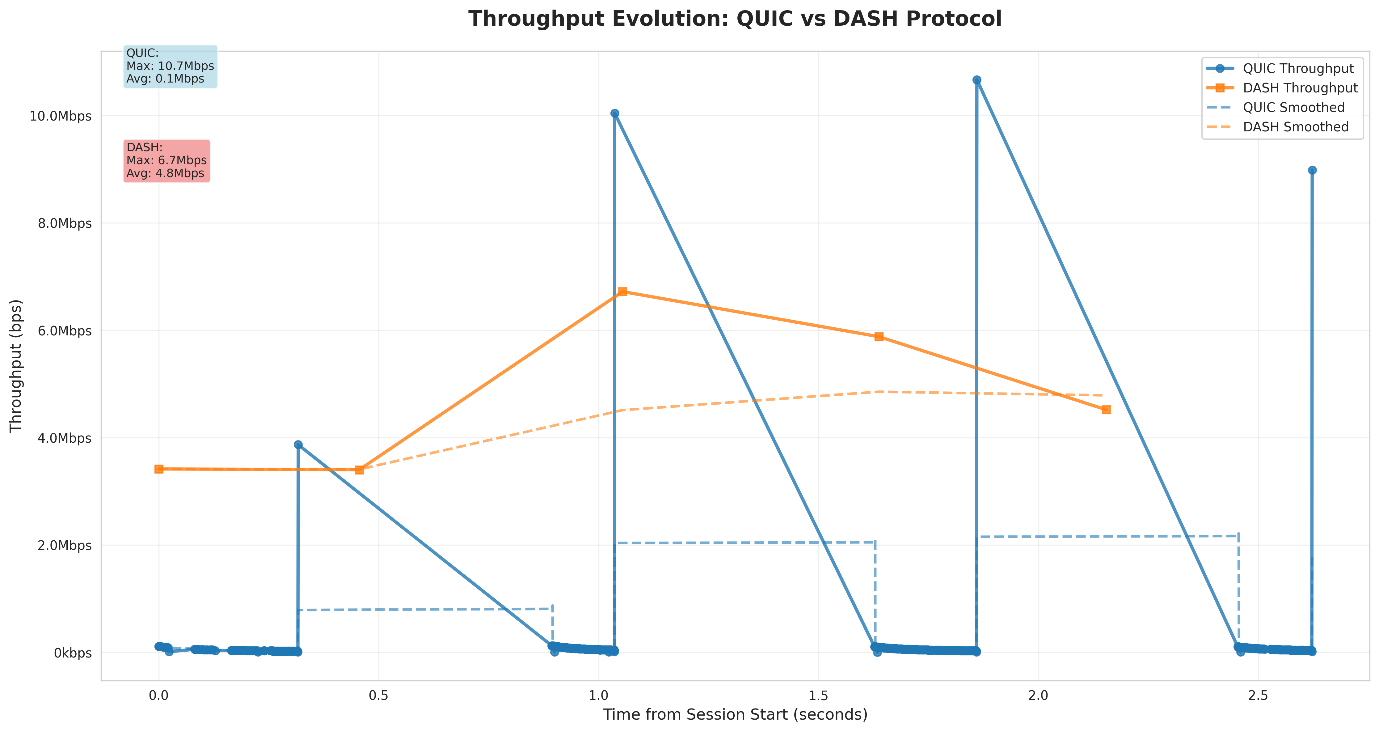 Throughput Evolution: QUIC vs DASH Protocol
QUIC:
Max: 10.7Mbps
Avg: 0.1Mbps
DASH:
Max: 6.7Mbps
Avg: 4.8Mbps
QUIC Throughput
DASH Throughput
QUIC Smoothed
DASH Smoothed
Throughput (bps)
10.0Mbps
8.0Mbps
6.0Mbps
4.0Mbps
2.0Mbps
0kbps
0.0 0.5 1.0 1.5 2.0 2.5
Time from Session Start (seconds)